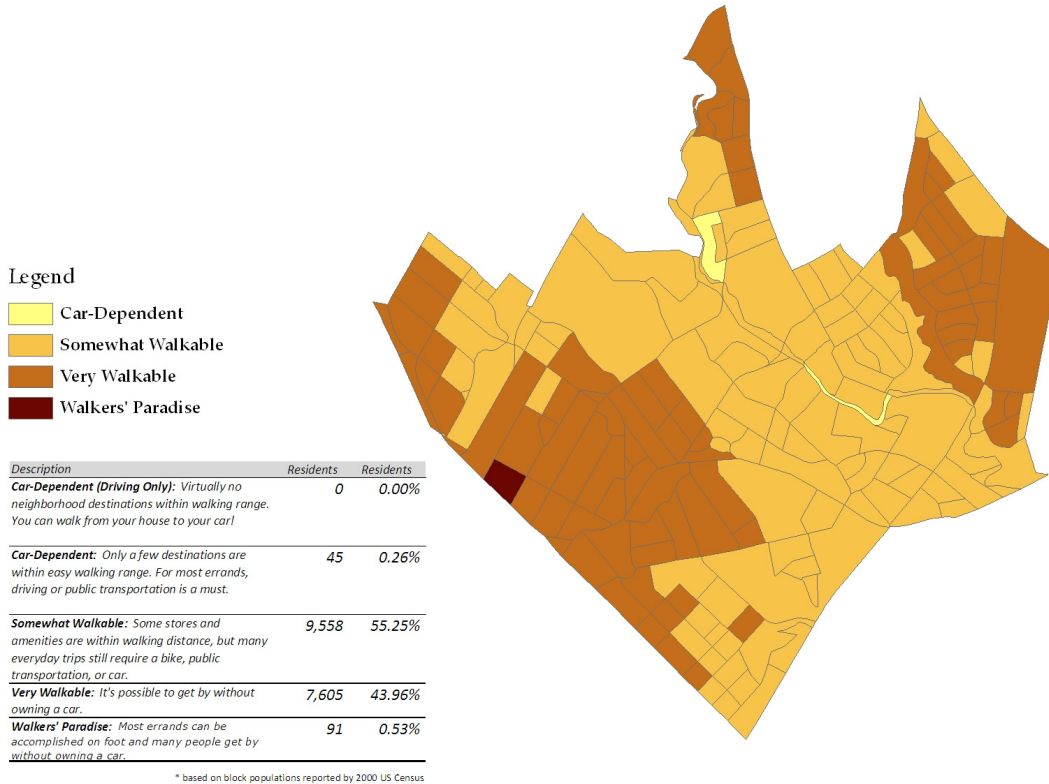 Legend
Car-Dependent
Somewhat Walkable
Very Walkable
Walkers' Paradise
Description Residents Residents
Car-Dependent (Driving Only): Virtually no 0 0.00%
neighborhood destinations within walking range.
You can walk from your house to your car!
Car-Dependent: Only a few destinations are 45 0.26%
within easy walking range. For most errands,
driving or public transportation is a must.
Somewhat Walkable: Some stores and 9,558 55.25%
amenities are within walking distance, but many
everyday trips still require a bike, public
transportation, or car.
Very Walkable: It's possible to get by without 7,605 43.96%
owning a car.
Walkers' Paradise: Most errands can be 91 0.53%
accomplished on foot and many people get by
without owning a car.
* based on block populations reported by 2000 US Census